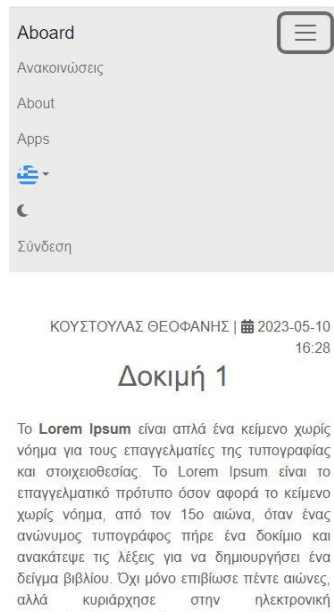 Aboard
Ανακοινώσεις
About
Apps
Σύνδεση
ΚΟΥΣΤΟΥΛΑΣ ΘΕΟΦΑΝΗΣ | 2023-05-10
16:28
Δοκιμή 1
Το Lorem Ipsum είναι απλά ένα κείμενο χωρίς
νόημα για τους επαγγελματίες της τυπογραφίας
και στοιχειοθεσίας. Το Lorem Ipsum είναι το
επαγγελματικό πρότυπο όσον αφορά το κείμενο
χωρίς νόημα, από τον 15ο αιώνα, όταν ένας
ανώνυμος τυπογράφος πήρε ένα δοκίμιο και
ανακάτεψε τις λέξεις για να δημιουργήσει ένα
δείγμα βιβλίου. Όχι μόνο επιβίωσε πέντε αιώνες,
αλλά κυριάρχησε στην ηλεκτρονική